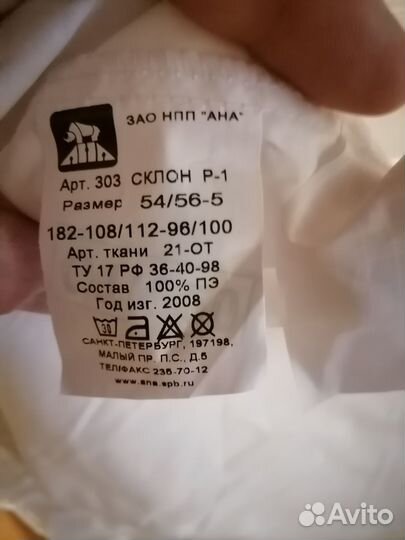 ЗАО НПП "АНА"
Арт. 303 СКЛОН Р-1
Размер 54/56-5
182-108/112-96/100
Арт. ткани 21-ОТ
ТУ 17 РФ 36-40-98
Состав 100% ПЭ
Год изг. 2008
30
САНКТ-ПЕТЕРБУРГ, 197198,
МАЛЫЙ ПР. П.С., Д.5
ТЕЛ/ФАКС 235-70-12
www.ana.spb.ru
Avito